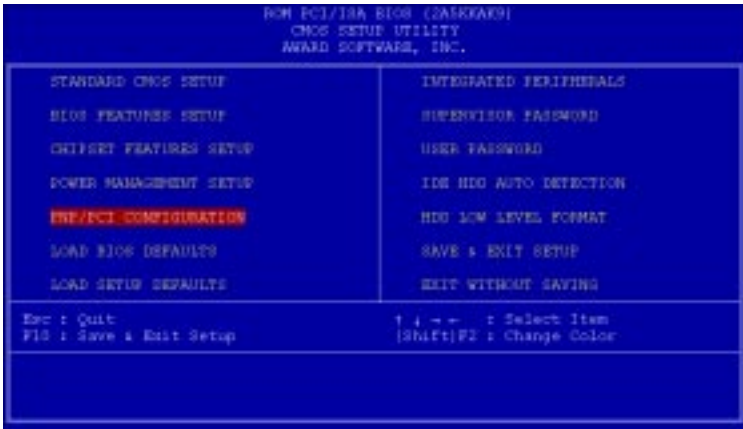 ROM PCI/ISA BIOS (2A5KKAK9)
CMOS SETUP UTILITY
AWARD SOFTWARE, INC.
STANDARD CMOS SETUP
BIOS FEATURES SETUP
CHIPSET FEATURES SETUP
POWER MANAGEMENT SETUP
PNP/PCI CONFIGURATION
LOAD BIOS DEFAULTS
LOAD SETUP DEFAULTS
INTEGRATED PERIPHERALS
SUPERVISOR PASSWORD
USER PASSWORD
IDE HDD AUTO DETECTION
HDD LOW LEVEL FORMAT
SAVE & EXIT SETUP
EXIT WITHOUT SAVING
Esc : Quit
F10 : Save & Exit Setup
↑ ↓ → ← : Select Item
(Shift)F2 : Change Color